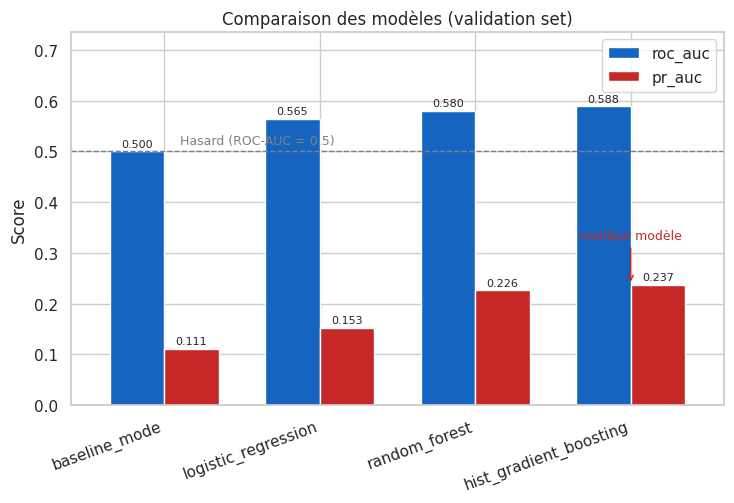 Comparaison des modèles (validation set)
roc_auc
pr_auc
Score
0.7
0.6
0.5
0.4
0.3
0.2
0.1
0.0
Hasard (ROC-AUC = 0.5)
meilleur modèle
0.500
0.111
0.565
0.153
0.580
0.226
0.588
0.237
baseline_mode
logistic_regression
random_forest
hist_gradient_boosting